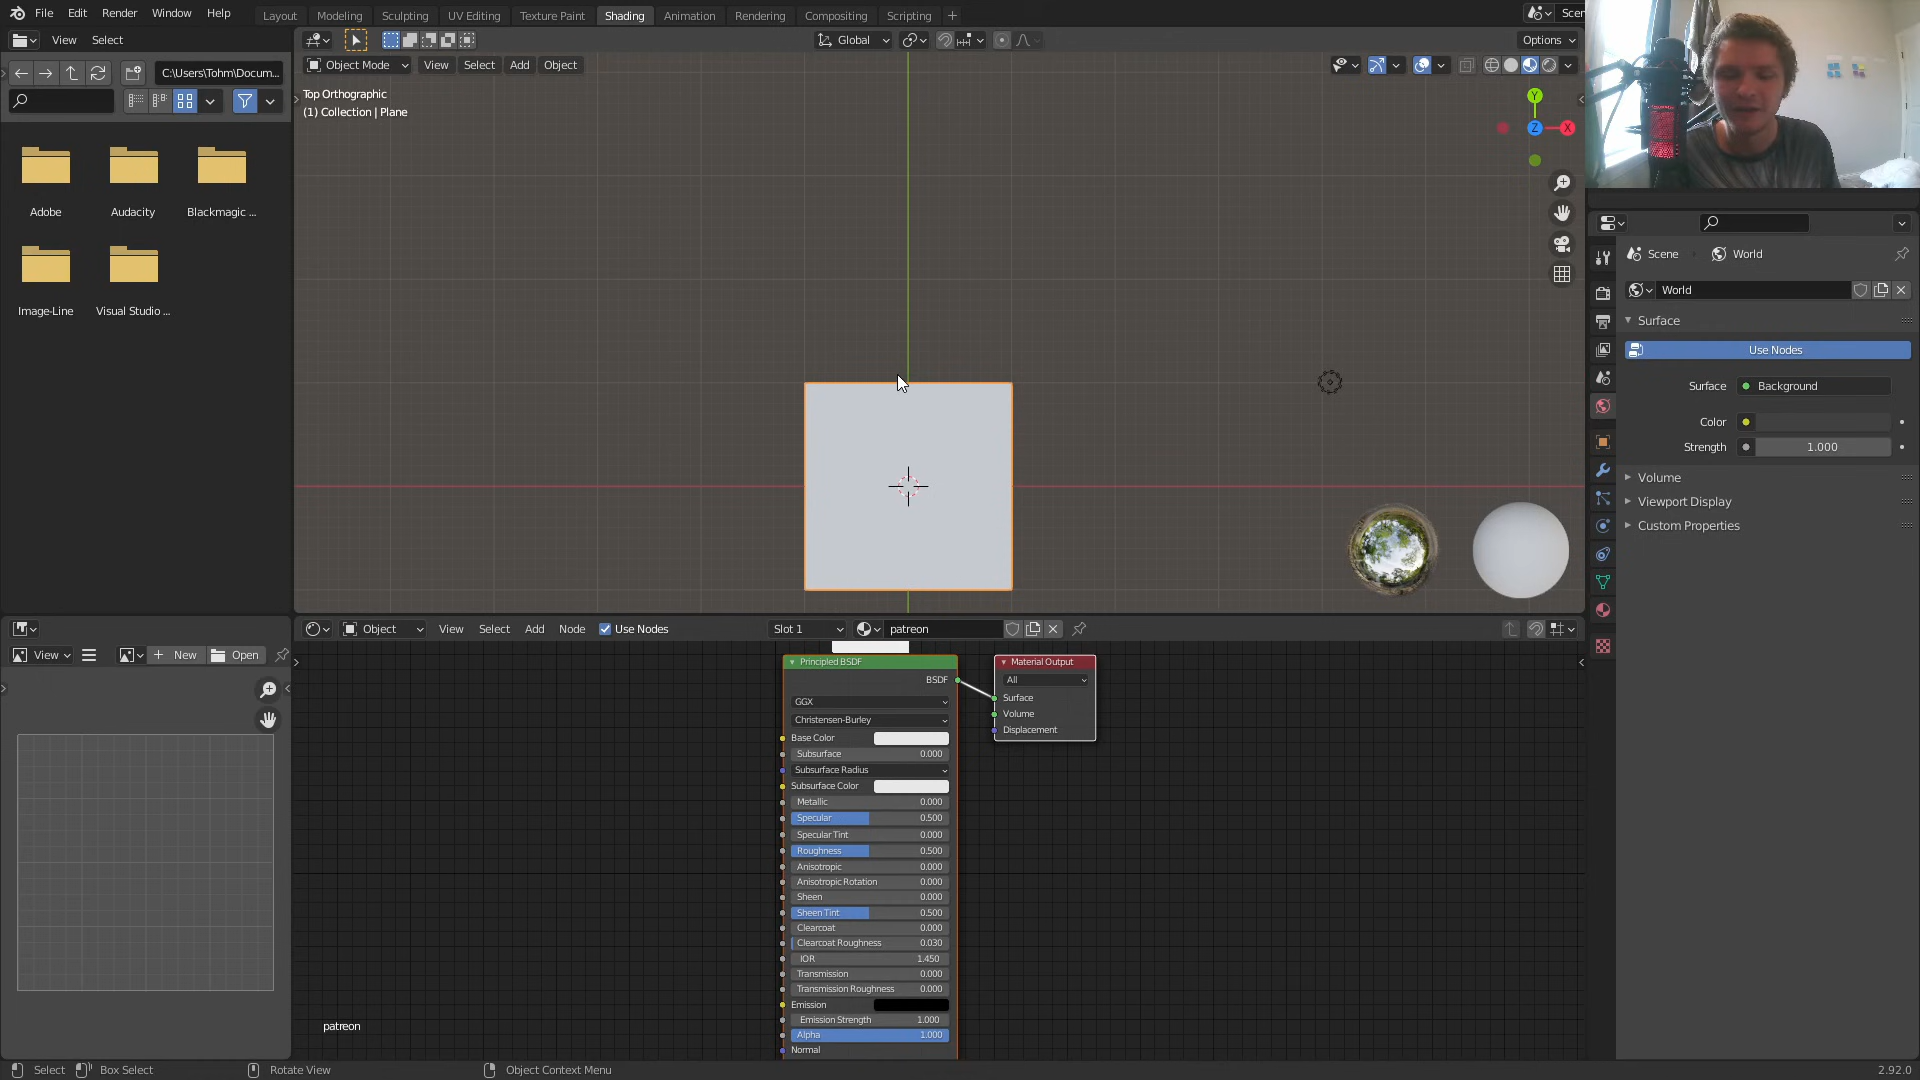 File Edit Render Window Help
Layout Modeling Sculpting UV Editing Texture Paint Shading Animation Rendering Compositing Scripting +
Scen
View Select
Global
Options
C:\Users\Tohm\Docum...
Object Mode View Select Add Object
Top Orthographic
(1) Collection | Plane
Y
Z
X
Adobe
Audacity
Blackmagic ...
Image-Line
Visual Studio ...
Scene
World
World
Surface
Use Nodes
Surface
Background
Color
Strength
1.000
Volume
Viewport Display
Custom Properties
Object View Select Add Node Use Nodes
Slot 1
patreon
View
New
Open
Principled BSDF
BSDF
GGX
Christensen-Burley
Base Color
Subsurface 0.000
Subsurface Radius
Subsurface Color
Metallic 0.000
Specular 0.500
Specular Tint 0.000
Roughness 0.500
Anisotropic 0.000
Anisotropic Rotation 0.000
Sheen 0.000
Sheen Tint 0.500
Clearcoat 0.000
Clearcoat Roughness 0.030
IOR 1.450
Transmission 0.000
Transmission Roughness 0.000
Emission
Emission Strength 1.000
Alpha 1.000
Normal
Material Output
All
Surface
Volume
Displacement
patreon
Select
Box Select
Rotate View
Object Context Menu
2.92.0